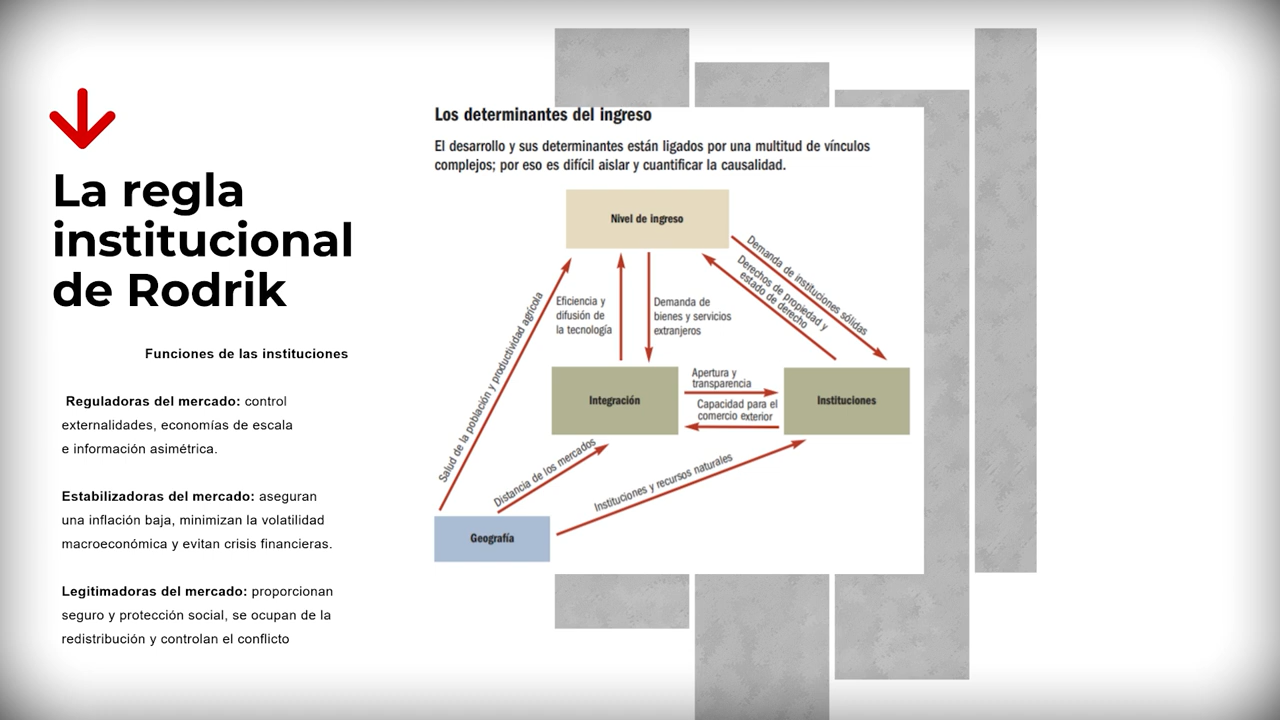 La regla
institucional
de Rodrik
Funciones de las instituciones
Reguladoras del mercado: control
externalidades, economías de escala
e información asimétrica.
Estabilizadoras del mercado: aseguran
una inflación baja, minimizan la volatilidad
macroeconómica y evitan crisis financieras.
Legitimadoras del mercado: proporcionan
seguro y protección social, se ocupan de la
redistribución y controlan el conflicto
Los determinantes del ingreso
El desarrollo y sus determinantes están ligados por una multitud de vínculos
complejos; por eso es difícil aislar y cuantificar la causalidad.
Nivel de ingreso
Salud de la población y productividad agrícola
Eficiencia y
difusión de
la tecnología
Demanda de
bienes y servicios
extranjeros
Demanda de instituciones sólidas
Derechos de propiedad y
estado de derecho
Integración
Apertura y
transparencia
Capacidad para el
comercio exterior
Instituciones
Distancia de los mercados
Instituciones y recursos naturales
Geografía